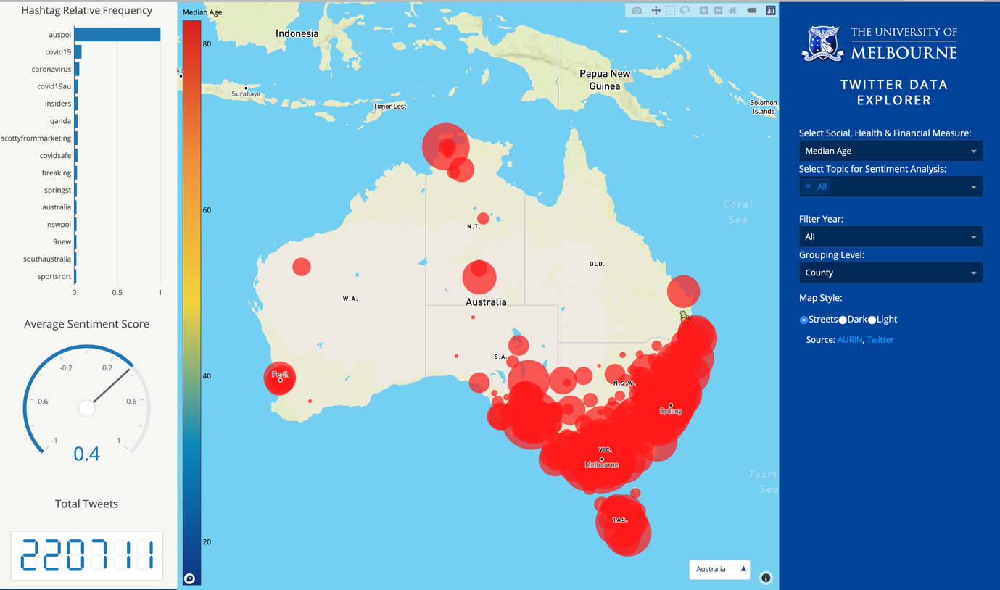 Hashtag Relative Frequency
auspol
covid19
coronavirus
covid19au
insiders
qanda
scottyfrommarketing
covidsafe
breaking
springst
australia
nswpol
9new
southaustralia
sportsrort
0
0.5
1
Average Sentiment Score
-1
-0.6
-0.2
0.2
0.6
1
0.4
Total Tweets
220711
Median Age
80
60
40
20
Indonesia
Papua New
Guinea
Surabaya
Timor Lest
Solomon
Islands
Coral
Sea
N.T.
QLD.
W.A.
Australia
S.A.
N.S.W.
Perth
Sydney
VIC.
Melbourne
Tasm
Sea
TAS.
Australia ▲
THE UNIVERSITY OF
MELBOURNE
TWITTER DATA
EXPLORER
Select Social, Health & Financial Measure:
Median Age
Select Topic for Sentiment Analysis:
× All
Filter Year:
All
Grouping Level:
County
Map Style:
Streets Dark Light
Source: AURIN, Twitter